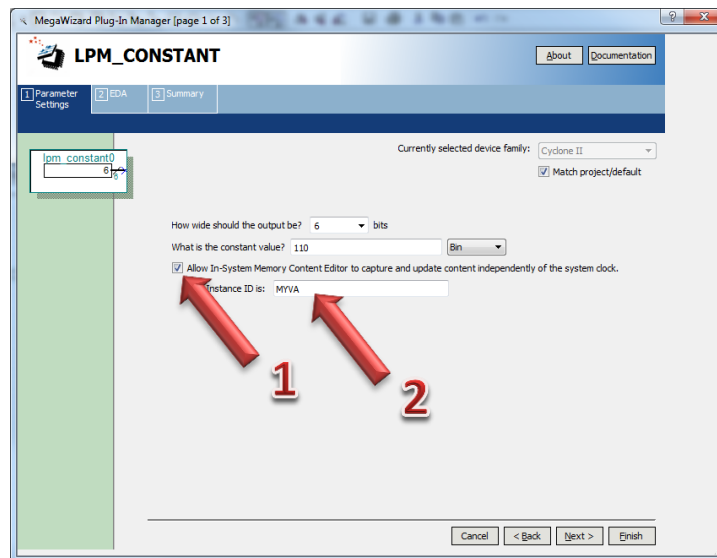 MegaWizard Plug-In Manager [page 1 of 3]
LPM_CONSTANT
About
Documentation
1 Parameter Settings
2 EDA
3 Summary
lpm_constant0
6
6
Currently selected device family:
Cyclone II
Match project/default
How wide should the output be? 6 bits
What is the constant value? 110 Bin
Allow In-System Memory Content Editor to capture and update content independently of the system clock.
Instance ID is: MYVA
1
2
Cancel
< Back
Next >
Finish